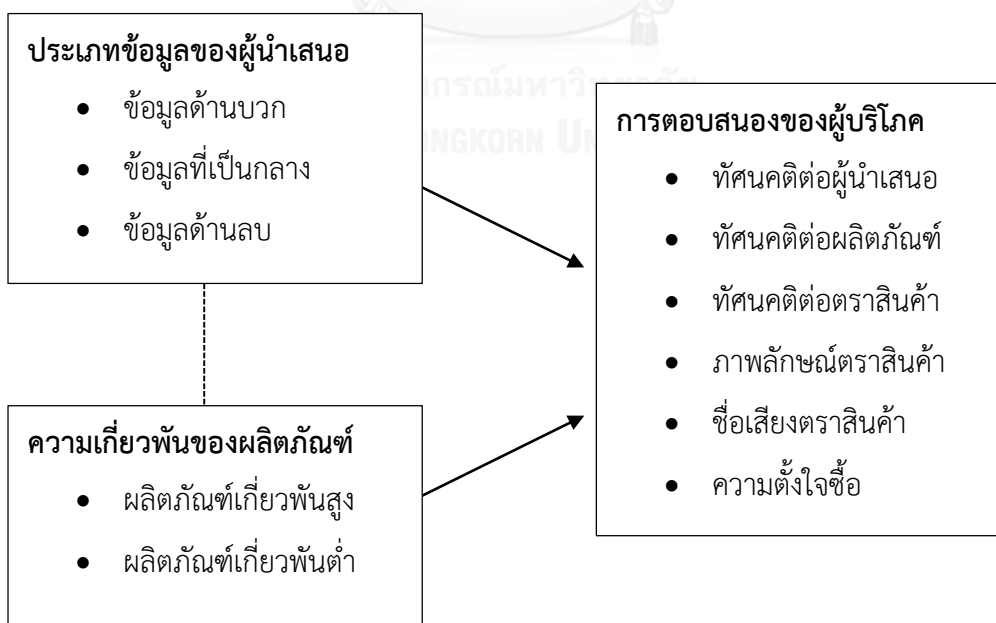 ประเภทข้อมูลของผู้นำเสนอ
• ข้อมูลด้านบวก
• ข้อมูลที่เป็นกลาง
• ข้อมูลด้านลบ
ความเกี่ยวพันของผลิตภัณฑ์
• ผลิตภัณฑ์เกี่ยวพันสูง
• ผลิตภัณฑ์เกี่ยวพันต่ำ
การตอบสนองของผู้บริโภค
• ทัศนคติต่อผู้นำเสนอ
• ทัศนคติต่อผลิตภัณฑ์
• ทัศนคติต่อตราสินค้า
• ภาพลักษณ์ตราสินค้า
• ชื่อเสียงตราสินค้า
• ความตั้งใจซื้อ